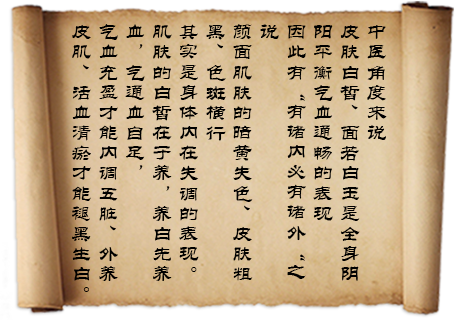 中医角度来说
皮肤白皙、面若白玉是全身阴
阳平衡气血通畅的表现
因此有“有诸内必有诸外”之
说
颜面肌肤的暗黄失色、皮肤粗
黑、色斑横行
其实是身体内在失调的表现。
肌肤的白皙在于养，养白先养
血，气通血自足，
气血充盈才能内调五脏、外养
皮肌、活血清瘀才能褪黑生白。